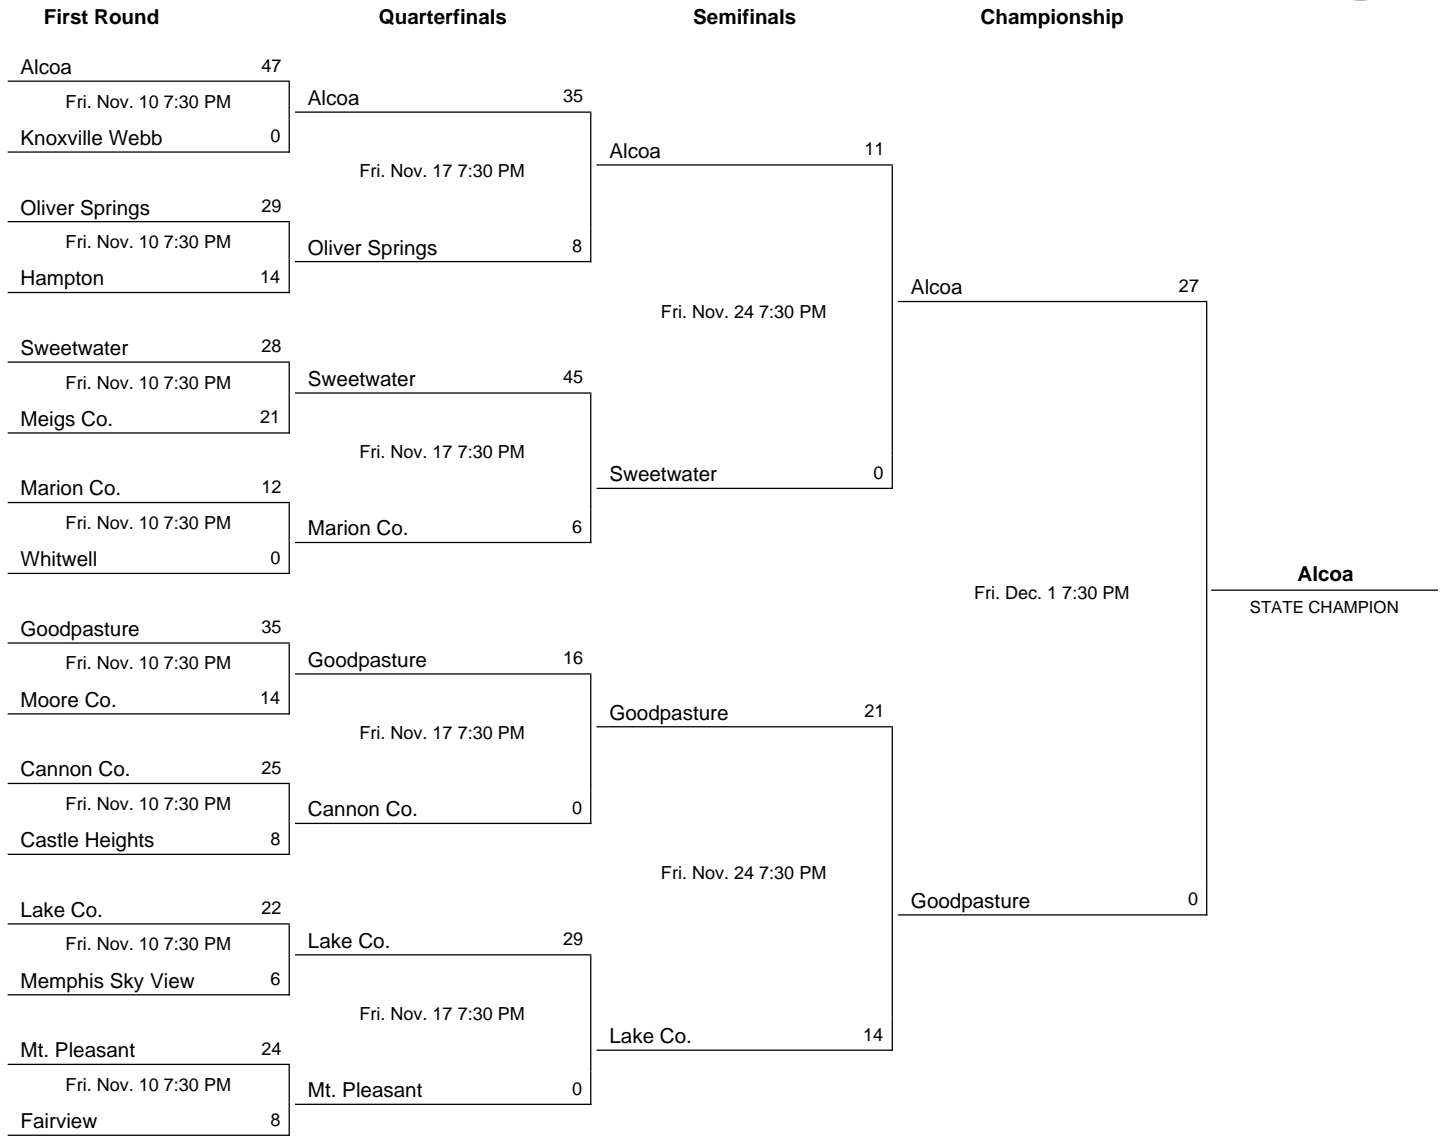 First Round Quarterfinals Semifinals Championship
Alcoa 47
Fri. Nov. 10 7:30 PM
Knoxville Webb 0
Oliver Springs 29
Fri. Nov. 10 7:30 PM
Hampton 14
Sweetwater 28
Fri. Nov. 10 7:30 PM
Meigs Co. 21
Marion Co. 12
Fri. Nov. 10 7:30 PM
Whitwell 0
Goodpasture 35
Fri. Nov. 10 7:30 PM
Moore Co. 14
Cannon Co. 25
Fri. Nov. 10 7:30 PM
Castle Heights 8
Lake Co. 22
Fri. Nov. 10 7:30 PM
Memphis Sky View 6
Mt. Pleasant 24
Fri. Nov. 10 7:30 PM
Fairview 8
Alcoa 35
Fri. Nov. 17 7:30 PM
Oliver Springs 8
Sweetwater 45
Fri. Nov. 17 7:30 PM
Marion Co. 6
Goodpasture 16
Fri. Nov. 17 7:30 PM
Cannon Co. 0
Lake Co. 29
Fri. Nov. 17 7:30 PM
Mt. Pleasant 0
Alcoa 11
Fri. Nov. 24 7:30 PM
Sweetwater 0
Goodpasture 21
Fri. Nov. 24 7:30 PM
Lake Co. 14
Alcoa 27
Fri. Dec. 1 7:30 PM
Goodpasture 0
Alcoa
STATE CHAMPION